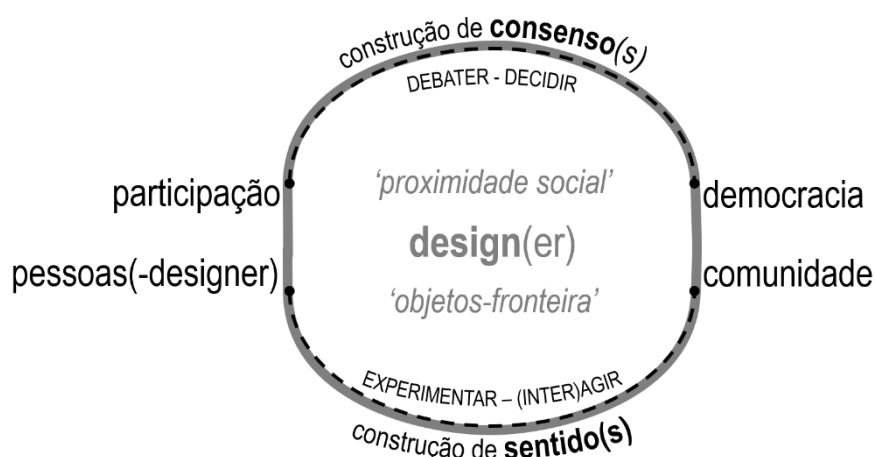 construção de consenso(s)
DEBATER - DECIDIR
participação
‘proximidade social’
democracia
design(er)
pessoas(-designer)
comunidade
‘objetos-fronteira’
EXPERIMENTAR – (INTER)AGIR
construção de sentido(s)